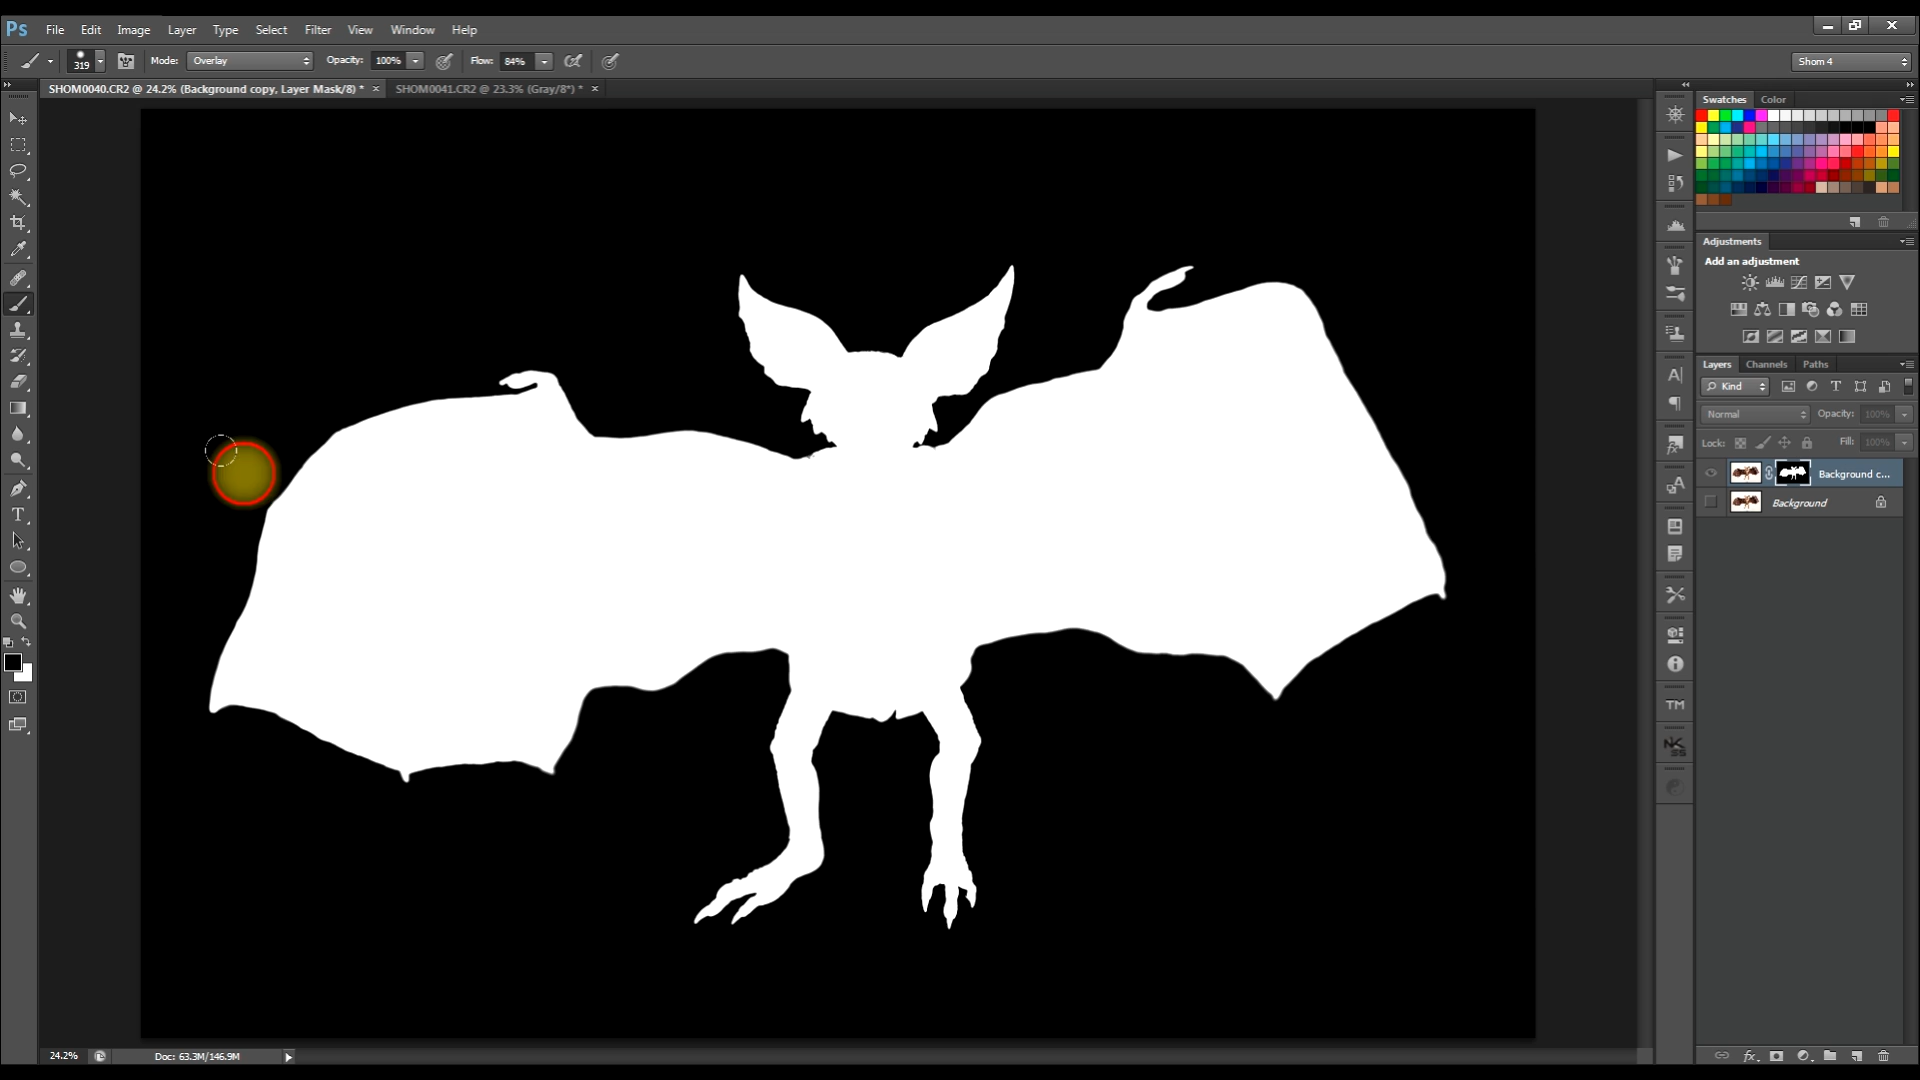 Ps File Edit Image Layer Type Select Filter View Window Help
319 Mode: Overlay Opacity: 100% Flow: 84% Shom 4
SHOM0040.CR2 @ 24.2% (Background copy, Layer Mask/8) * × SHOM0041.CR2 @ 23.3% (Gray/8*) * ×
Swatches Color
Adjustments
Add an adjustment
Layers Channels Paths
Kind
Normal Opacity: 100%
Lock: Fill: 100%
Background c...
Background
24.2% Doc: 63.3M/146.9M